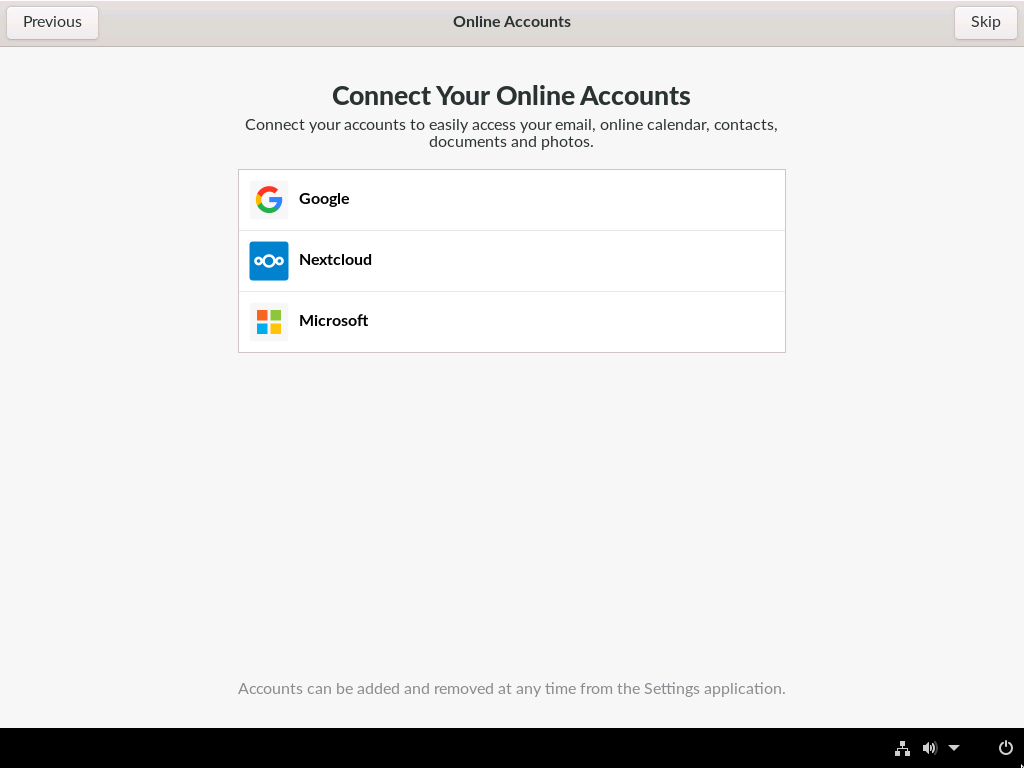 Previous
Online Accounts
Skip
Connect Your Online Accounts
Connect your accounts to easily access your email, online calendar, contacts,
documents and photos.
Google
Nextcloud
Microsoft
Accounts can be added and removed at any time from the Settings application.